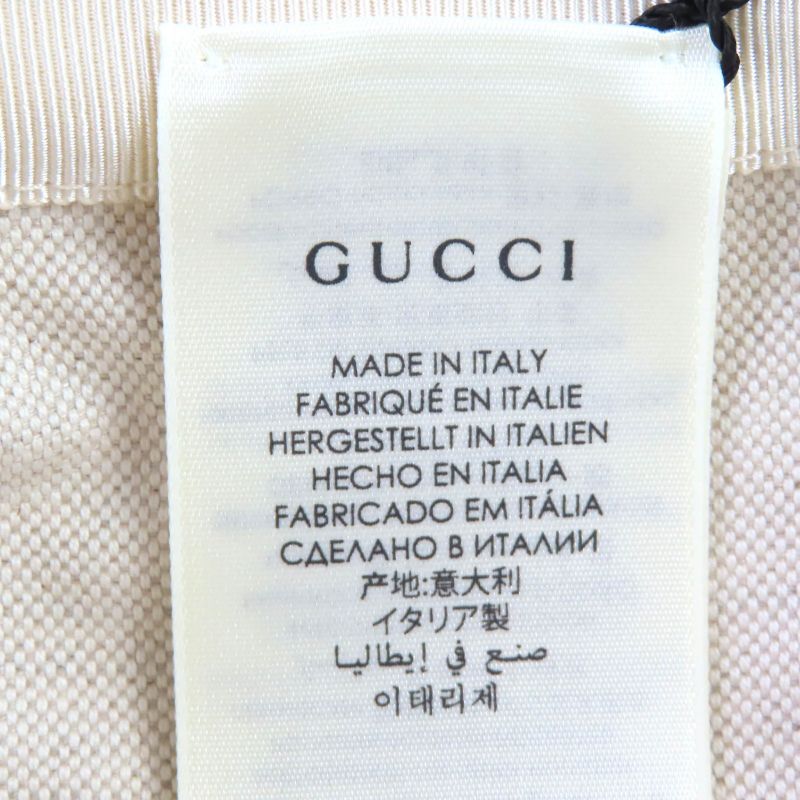 GUCCI
MADE IN ITALY
FABRIQUÉ EN ITALIE
HERGESTELLT IN ITALIEN
HECHO EN ITALIA
FABRICADO EM ITÁLIA
СДЕЛАНО В ИТАЛИИ
产地:意大利
イタリア製
صنع في إيطاليا
이태리제